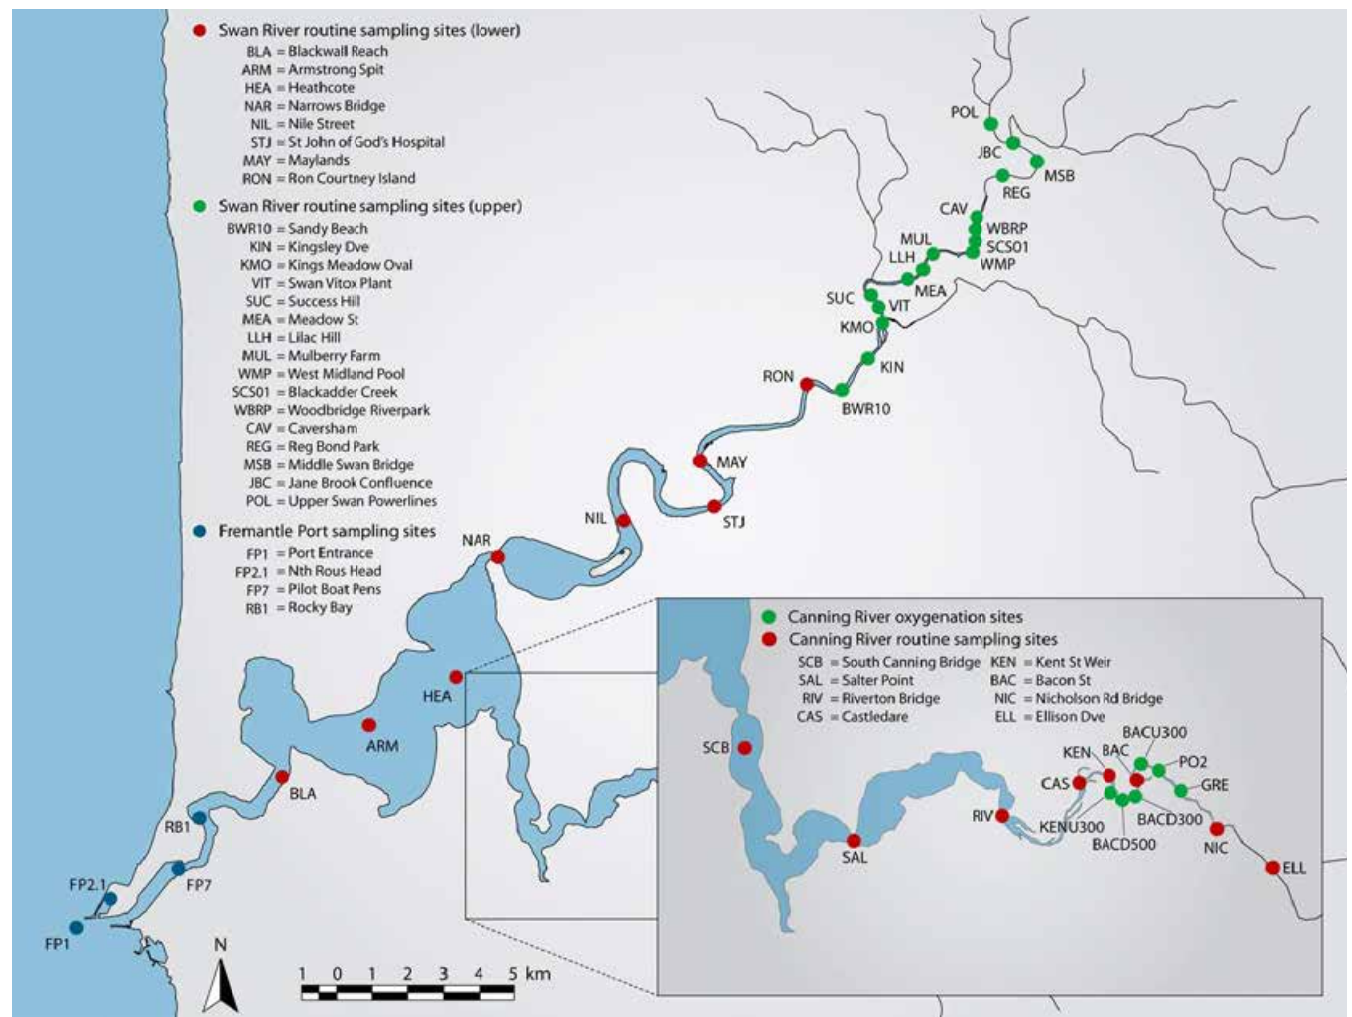 Swan River routine sampling sites (lower)
BLA = Blackwall Reach
ARM = Armstrong Spit
HEA = Heathcote
NAR = Narrows Bridge
NIL = Nile Street
STJ = St John of God's Hospital
MAY = Maylands
RON = Ron Courtney Island
Swan River routine sampling sites (upper)
BWR10 = Sandy Beach
KIN = Kingsley Dve
KMO = Kings Meadow Oval
VIT = Swan Vitox Plant
SUC = Success Hill
MEA = Meadow St
LLH = Lilac Hill
MUL = Mulberry Farm
WMP = West Midland Pool
SCS01 = Blackadder Creek
WBRP = Woodbridge Riverpark
CAV = Caversham
REG = Reg Bond Park
MSB = Middle Swan Bridge
JBC = Jane Brook Confluence
POL = Upper Swan Powerlines
Fremantle Port sampling sites
FP1 = Port Entrance
FP2.1 = Nth Rous Head
FP7 = Pilot Boat Pens
RB1 = Rocky Bay
POL
JBC
MSB
REG
CAV
WBRP
SCS01
WMP
MUL
LLH
MEA
SUC
VIT
KMO
KIN
RON
BWR10
MAY
STJ
NIL
NAR
HEA
ARM
BLA
RB1
FP7
FP2.1
FP1
N
1 0 1 2 3 4 5 km
Canning River oxygenation sites
Canning River routine sampling sites
SCB = South Canning Bridge KEN = Kent St Weir
SAL = Salter Point BAC = Bacon St
RIV = Riverton Bridge NIC = Nicholson Rd Bridge
CAS = Castledare ELL = Ellison Dve
SCB
SAL
RIV
CAS
KEN
BAC
BACU300
PO2
GRE
KENU300
BACD300
BACD500
NIC
ELL